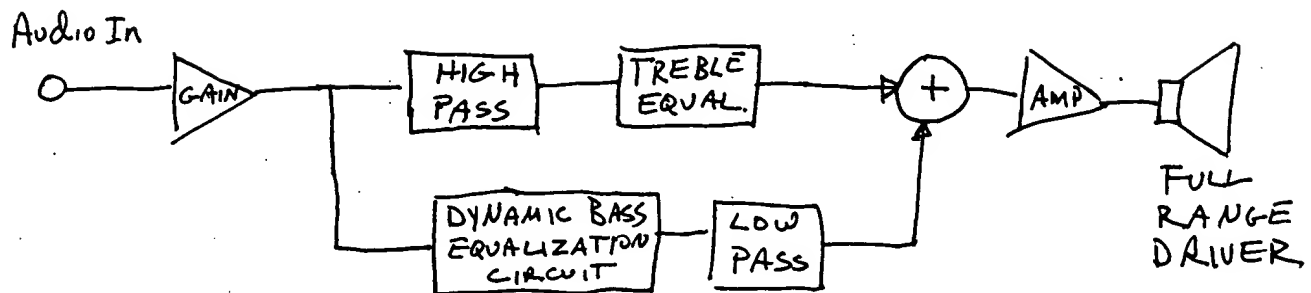 Audio In
GAIN
HIGH
PASS
TREBLE
EQUAL.
+
AMP
FULL
RANGE
DRIVER
DYNAMIC BASS
EQUALIZATION
CIRCUIT
LOW
PASS